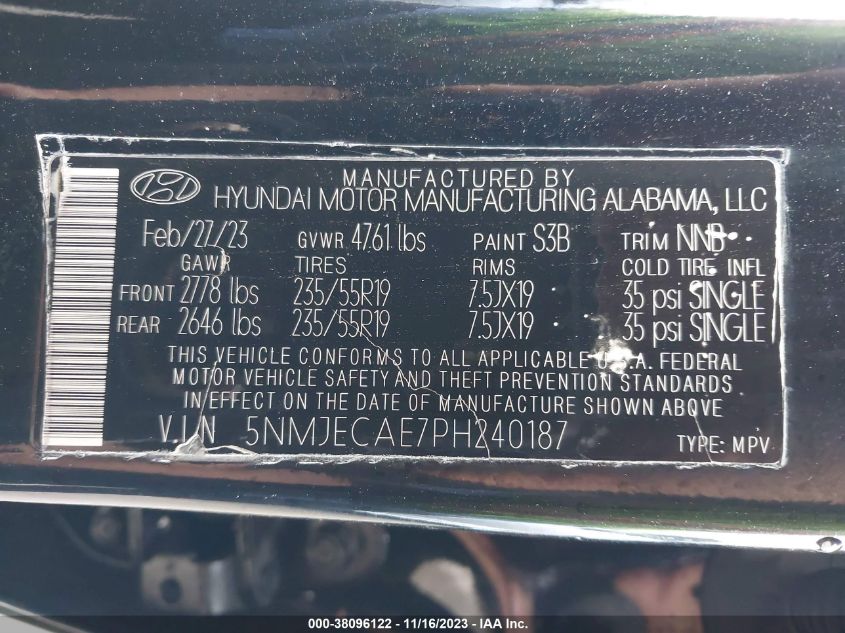 MANUFACTURED BY
HYUNDAI MOTOR MANUFACTURING ALABAMA, LLC
Feb/27/23 GVWR 4761 lbs PAINT S3B TRIM NNB
GAWR TIRES RIMS COLD TIRE INFL
FRONT 2778 lbs 235/55R19 7.5JX19 35 psi SINGLE
REAR 2646 lbs 235/55R19 7.5JX19 35 psi SINGLE
THIS VEHICLE CONFORMS TO ALL APPLICABLE U.S.A. FEDERAL
MOTOR VEHICLE SAFETY AND THEFT PREVENTION STANDARDS
IN EFFECT ON THE DATE OF MANUFACTURE SHOWN ABOVE
V.I.N 5NMJECAE7PH240187 TYPE: MPV
000-38096122 - 11/16/2023 - IAA Inc.